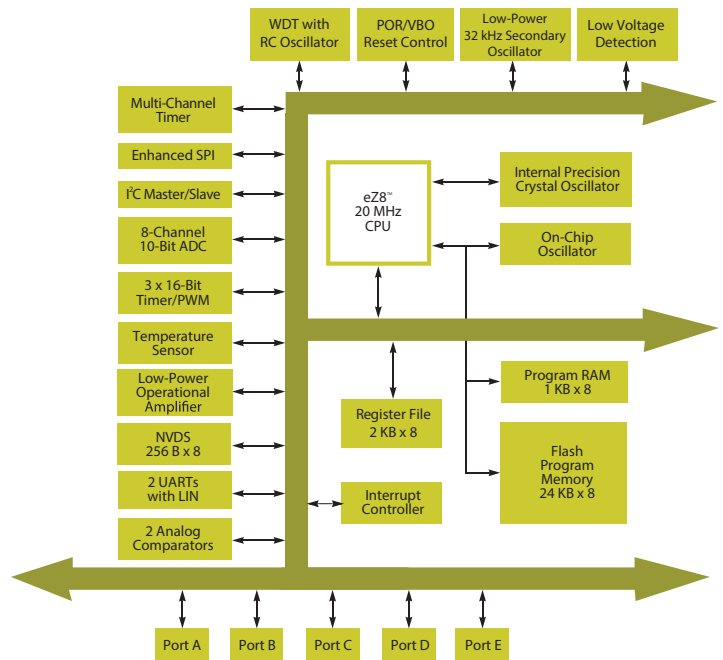 WDT with
RC Oscillator
POR/VBO
Reset Control
Low-Power
32 kHz Secondary
Oscillator
Low Voltage
Detection
Multi-Channel
Timer
Enhanced SPI
I²C Master/Slave
8-Channel
10-Bit ADC
3 x 16-Bit
Timer/PWM
Temperature
Sensor
Low-Power
Operational
Amplifier
NVDS
256 B x 8
2 UARTs
with LIN
2 Analog
Comparators
eZ8™
20 MHz
CPU
Internal Precision
Crystal Oscillator
On-Chip
Oscillator
Register File
2 KB x 8
Program RAM
1 KB x 8
Flash
Program
Memory
24 KB x 8
Interrupt
Controller
Port A
Port B
Port C
Port D
Port E